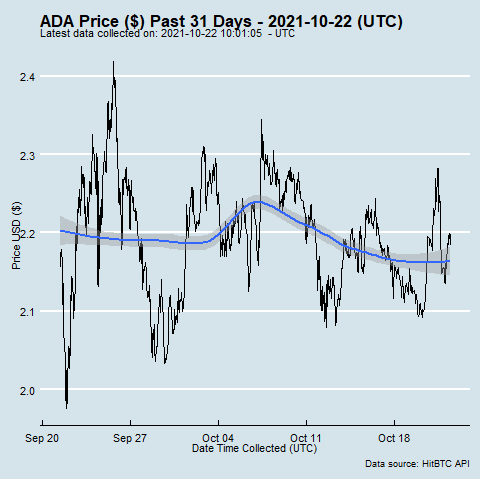 ADA Price ($) Past 31 Days - 2021-10-22 (UTC)
Latest data collected on: 2021-10-22 10:01:05 - UTC
2.4
2.3
2.2
2.1
2.0
Price USD ($)
Sep 20 Sep 27 Oct 04 Oct 11 Oct 18
Date Time Collected (UTC)
Data source: HitBTC API